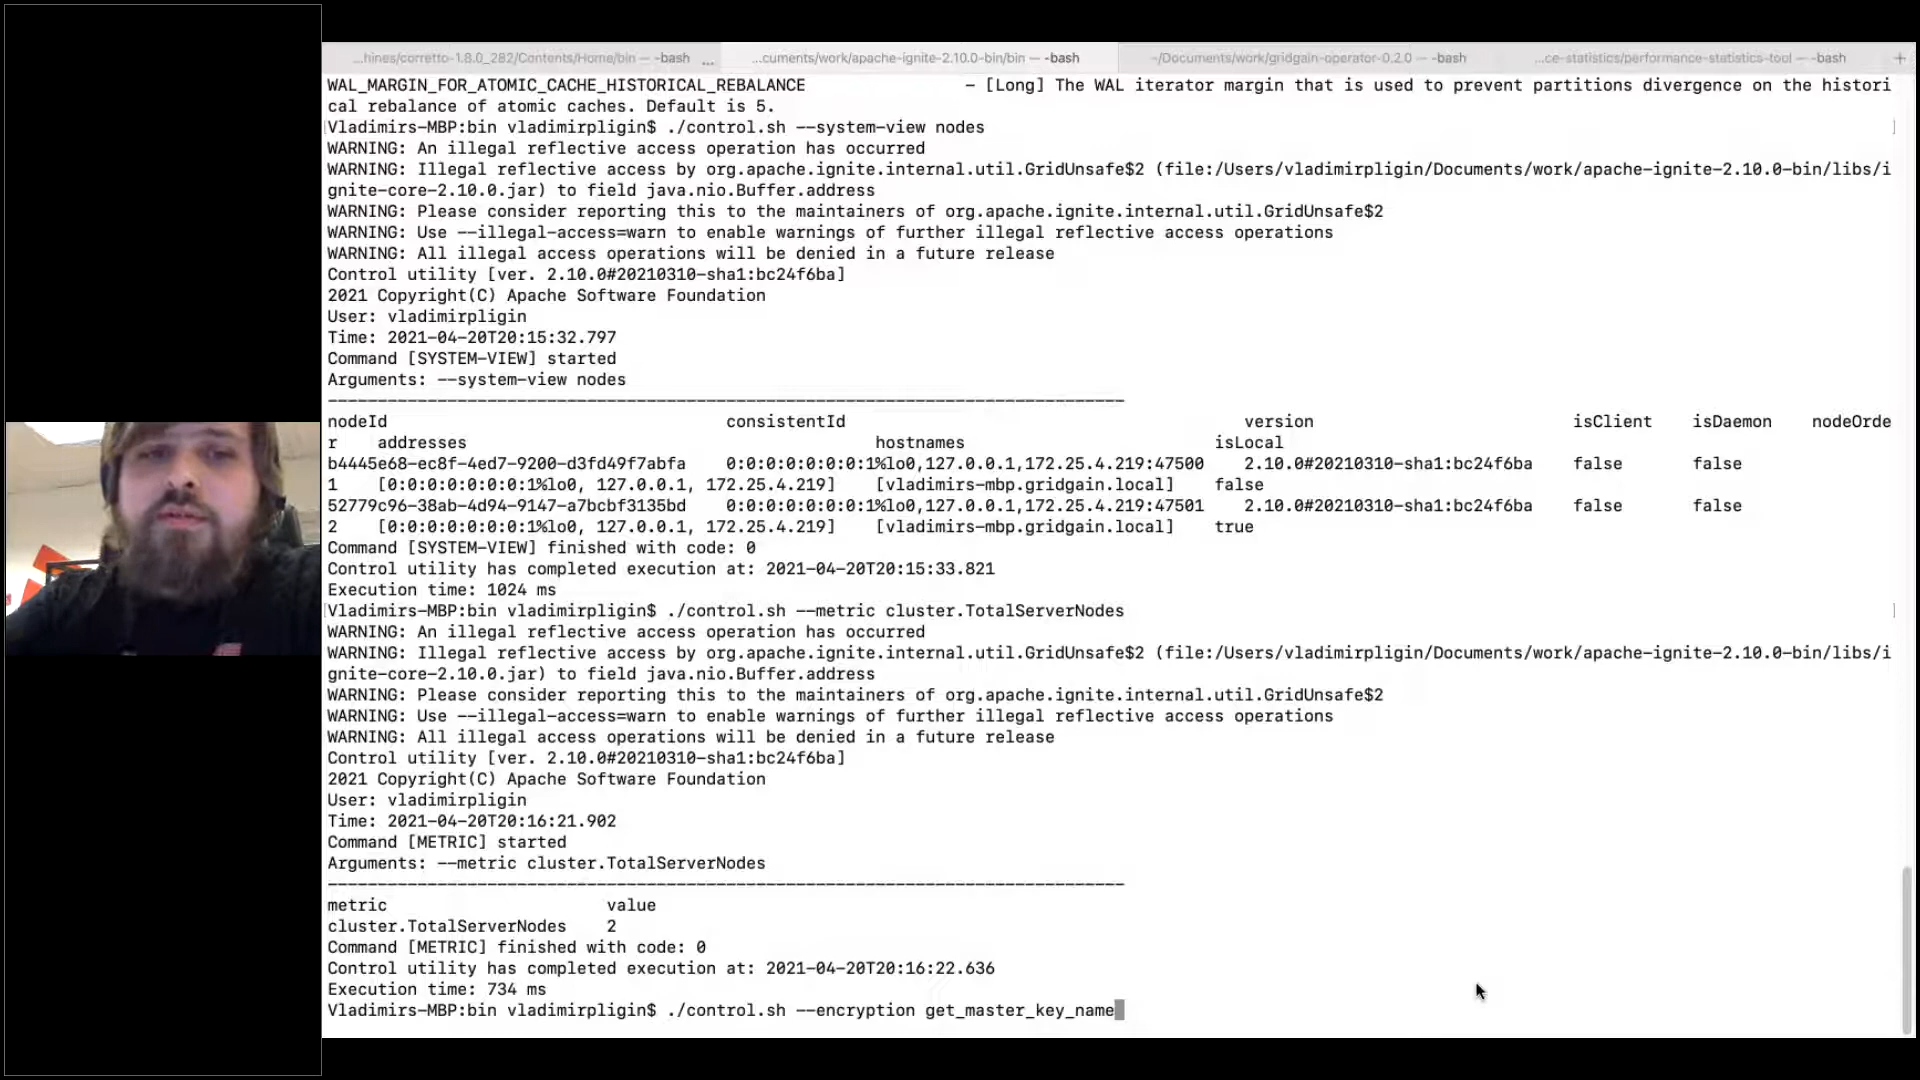 ...hines/corretto-1.8.0_282/Contents/Home/bin — -bash ...
...cuments/work/apache-ignite-2.10.0-bin/bin — -bash
~/Documents/work/gridgain-operator-0.2.0 — -bash
...ce-statistics/performance-statistics-tool — -bash +
WAL_MARGIN_FOR_ATOMIC_CACHE_HISTORICAL_REBALANCE – [Long] The WAL iterator margin that is used to prevent partitions divergence on the histori
cal rebalance of atomic caches. Default is 5.
[Vladimirs-MBP:bin vladimirpligin$ ./control.sh --system-view nodes ]
WARNING: An illegal reflective access operation has occurred
WARNING: Illegal reflective access by org.apache.ignite.internal.util.GridUnsafe$2 (file:/Users/vladimirpligin/Documents/work/apache-ignite-2.10.0-bin/libs/i
gnite-core-2.10.0.jar) to field java.nio.Buffer.address
WARNING: Please consider reporting this to the maintainers of org.apache.ignite.internal.util.GridUnsafe$2
WARNING: Use --illegal-access=warn to enable warnings of further illegal reflective access operations
WARNING: All illegal access operations will be denied in a future release
Control utility [ver. 2.10.0#20210310-sha1:bc24f6ba]
2021 Copyright(C) Apache Software Foundation
User: vladimirpligin
Time: 2021-04-20T20:15:32.797
Command [SYSTEM-VIEW] started
Arguments: --system-view nodes
--------------------------------------------------------------------------------
nodeId consistentId version isClient isDaemon nodeOrde
r addresses hostnames isLocal
b4445e68-ec8f-4ed7-9200-d3fd49f7abfa 0:0:0:0:0:0:0:1%lo0,127.0.0.1,172.25.4.219:47500 2.10.0#20210310-sha1:bc24f6ba false false
1 [0:0:0:0:0:0:0:1%lo0, 127.0.0.1, 172.25.4.219] [vladimirs-mbp.gridgain.local] false
52779c96-38ab-4d94-9147-a7bcbf3135bd 0:0:0:0:0:0:0:1%lo0,127.0.0.1,172.25.4.219:47501 2.10.0#20210310-sha1:bc24f6ba false false
2 [0:0:0:0:0:0:0:1%lo0, 127.0.0.1, 172.25.4.219] [vladimirs-mbp.gridgain.local] true
Command [SYSTEM-VIEW] finished with code: 0
Control utility has completed execution at: 2021-04-20T20:15:33.821
Execution time: 1024 ms
[Vladimirs-MBP:bin vladimirpligin$ ./control.sh --metric cluster.TotalServerNodes ]
WARNING: An illegal reflective access operation has occurred
WARNING: Illegal reflective access by org.apache.ignite.internal.util.GridUnsafe$2 (file:/Users/vladimirpligin/Documents/work/apache-ignite-2.10.0-bin/libs/i
gnite-core-2.10.0.jar) to field java.nio.Buffer.address
WARNING: Please consider reporting this to the maintainers of org.apache.ignite.internal.util.GridUnsafe$2
WARNING: Use --illegal-access=warn to enable warnings of further illegal reflective access operations
WARNING: All illegal access operations will be denied in a future release
Control utility [ver. 2.10.0#20210310-sha1:bc24f6ba]
2021 Copyright(C) Apache Software Foundation
User: vladimirpligin
Time: 2021-04-20T20:16:21.902
Command [METRIC] started
Arguments: --metric cluster.TotalServerNodes
--------------------------------------------------------------------------------
metric value
cluster.TotalServerNodes 2
Command [METRIC] finished with code: 0
Control utility has completed execution at: 2021-04-20T20:16:22.636
Execution time: 734 ms
Vladimirs-MBP:bin vladimirpligin$ ./control.sh --encryption get_master_key_name